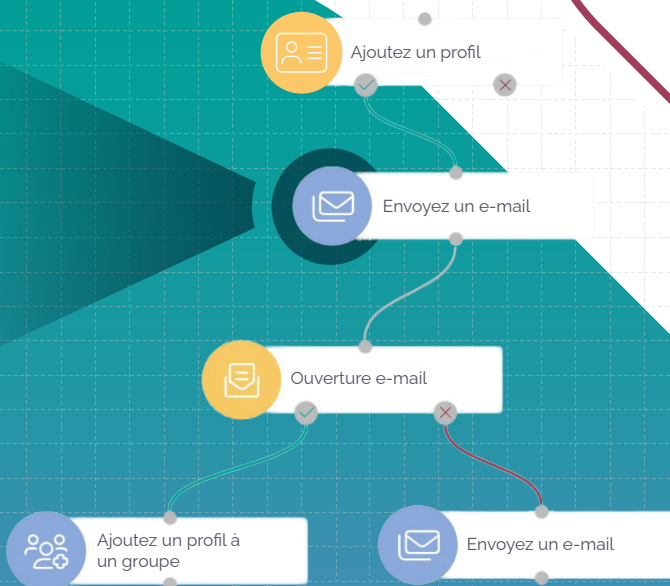 Ajoutez un profil
Envoyez un e-mail
Ouverture e-mail
Ajoutez un profil à
un groupe
Envoyez un e-mail